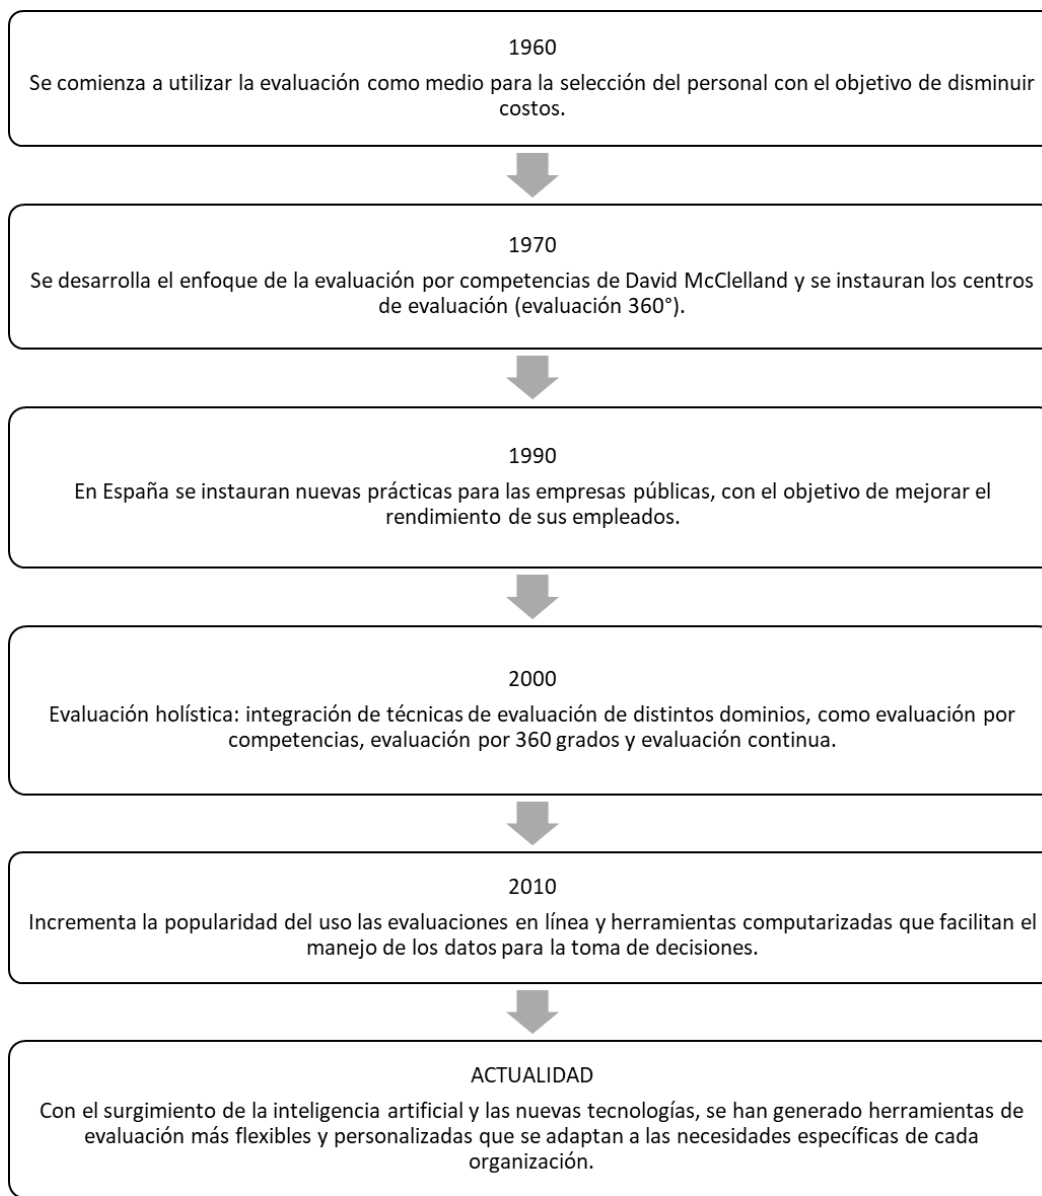 1960
Se comienza a utilizar la evaluación como medio para la selección del personal con el objetivo de disminuir
costos.
1970
Se desarrolla el enfoque de la evaluación por competencias de David McClelland y se instauran los centros
de evaluación (evaluación 360°).
1990
En España se instauran nuevas prácticas para las empresas públicas, con el objetivo de mejorar el
rendimiento de sus empleados.
2000
Evaluación holística: integración de técnicas de evaluación de distintos dominios, como evaluación por
competencias, evaluación por 360 grados y evaluación continua.
2010
Incrementa la popularidad del uso las evaluaciones en línea y herramientas computarizadas que facilitan el
manejo de los datos para la toma de decisiones.
ACTUALIDAD
Con el surgimiento de la inteligencia artificial y las nuevas tecnologías, se han generado herramientas de
evaluación más flexibles y personalizadas que se adaptan a las necesidades específicas de cada
organización.